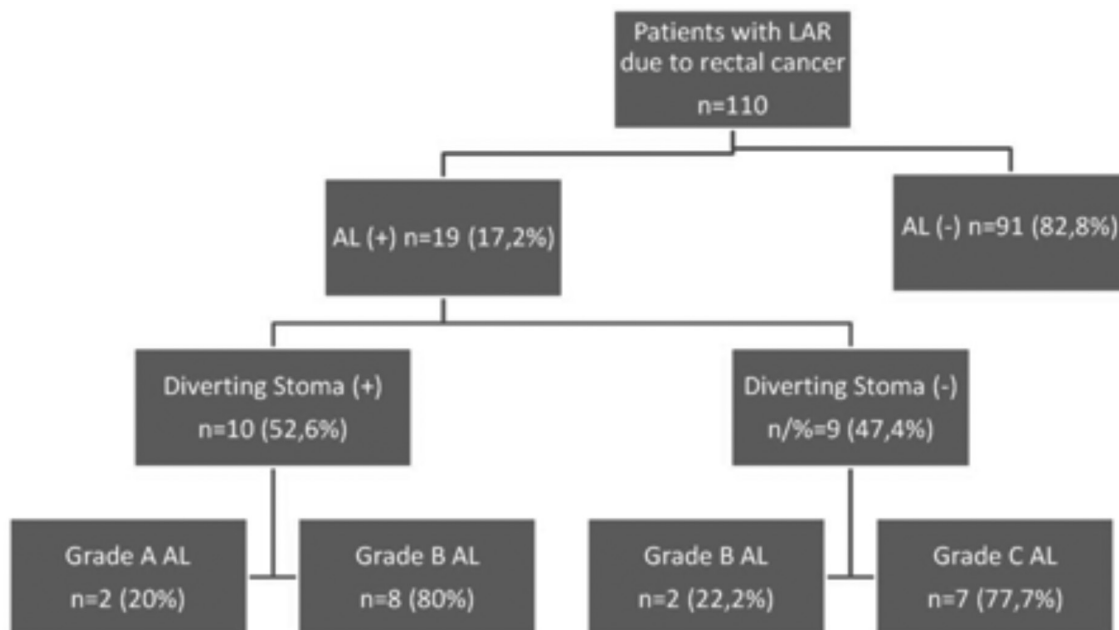 Patients with LAR
due to rectal cancer
n=110
AL (+) n=19 (17,2%)
AL (-) n=91 (82,8%)
Diverting Stoma (+)
n=10 (52,6%)
Diverting Stoma (-)
n/%=9 (47,4%)
Grade A AL
n=2 (20%)
Grade B AL
n=8 (80%)
Grade B AL
n=2 (22,2%)
Grade C AL
n=7 (77,7%)